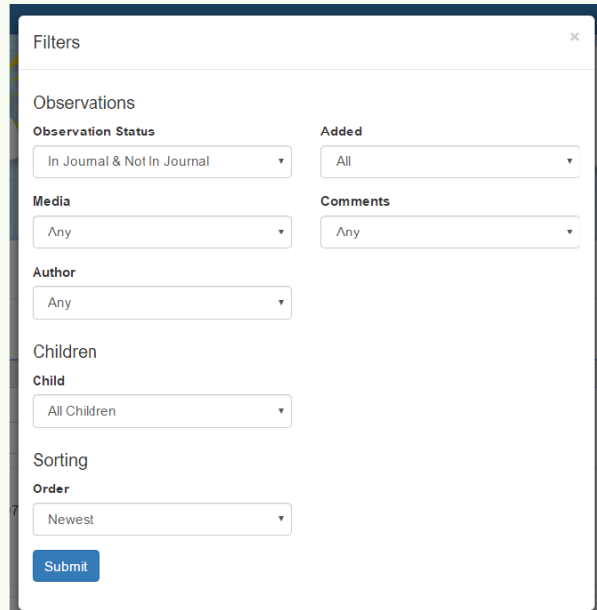 Filters ×
Observations
Observation Status Added
In Journal & Not In Journal All
Media Comments
Any Any
Author
Any
Children
Child
All Children
Sorting
Order
Newest
Submit